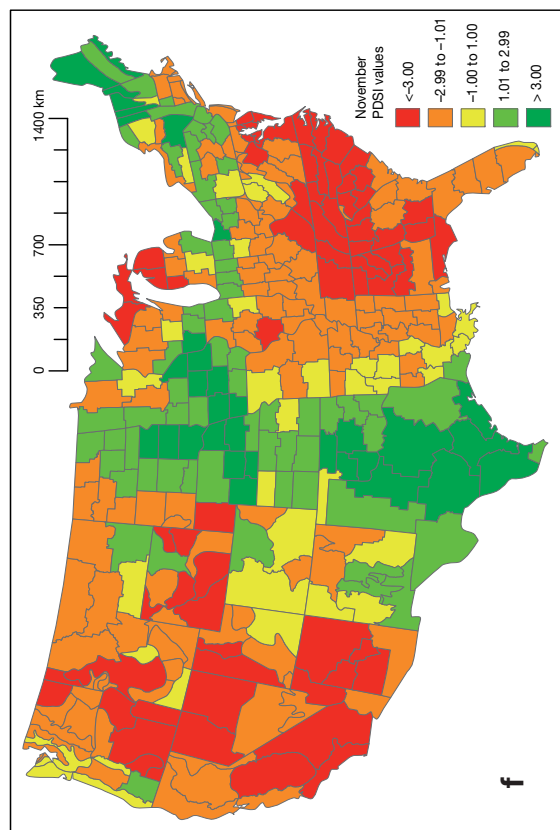 0 350 700 1400 km
November
PDSI values
<–3.00
–2.99 to –1.01
–1.00 to 1.00
1.01 to 2.99
> 3.00
f